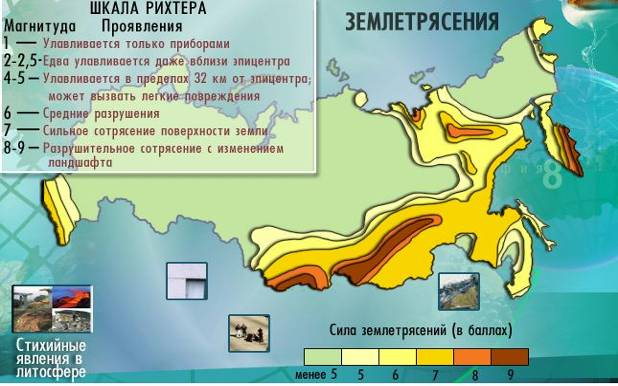 ШКАЛА РИХТЕРА
Магнитуда Проявления
1 — Улавливается только приборами
2-2,5- Едва улавливается даже вблизи эпицентра
4-5 — Улавливается в пределах 32 км от эпицентра;
может вызвать легкие повреждения
6 — Средние разрушения
7 — Сильное сотрясение поверхности земли
8-9 — Разрушительное сотрясение с изменением
ландшафта
ЗЕМЛЕТРЯСЕНИЯ
8
Стихийные
явления в
литосфере
Сила землетрясений (в баллах)
менее 5 5 6 7 8 9